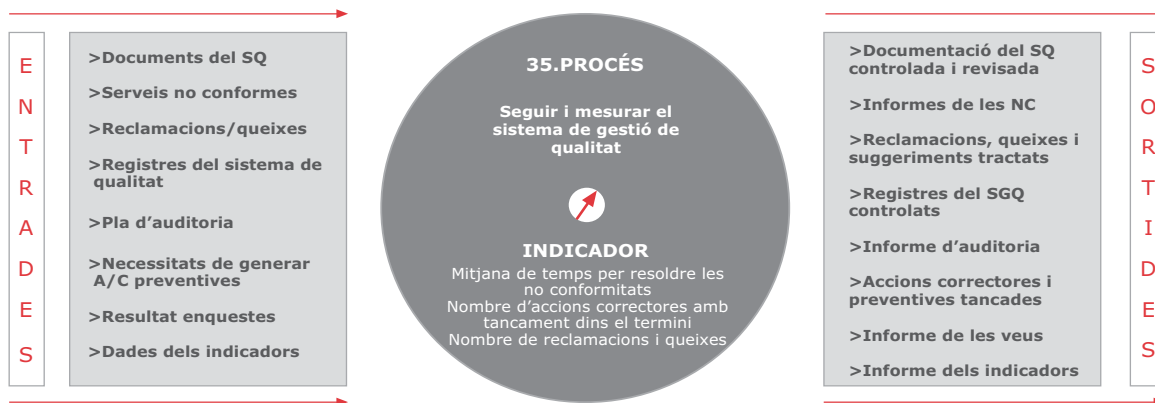 ENTRADES
>Documents del SQ
>Serveis no conformes
>Reclamacions/queixes
>Registres del sistema de
qualitat
>Pla d'auditoria
>Necessitats de generar
A/C preventives
>Resultat enquestes
>Dades dels indicadors
35.PROCÉS
Seguir i mesurar el
sistema de gestió de
qualitat
INDICADOR
Mitjana de temps per resoldre les
no conformitats
Nombre d'accions correctores amb
tancament dins el termini
Nombre de reclamacions i queixes
>Documentació del SQ
controlada i revisada
>Informes de les NC
>Reclamacions, queixes i
suggeriments tractats
>Registres del SGQ
controlats
>Informe d'auditoria
>Accions correctores i
preventives tancades
>Informe de les veus
>Informe dels indicadors
SORTIDES